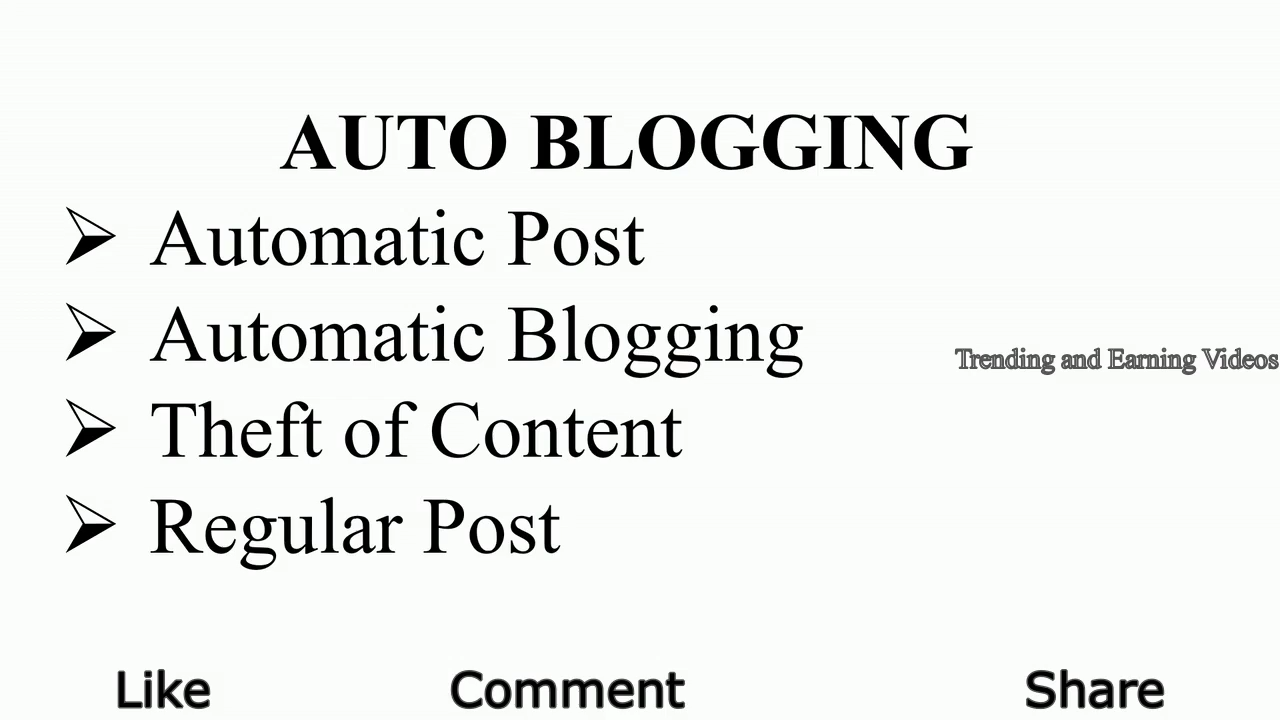 AUTO BLOGGING
➢ Automatic Post
➢ Automatic Blogging
Trending and Earning Videos
➢ Theft of Content
➢ Regular Post
Like Comment Share